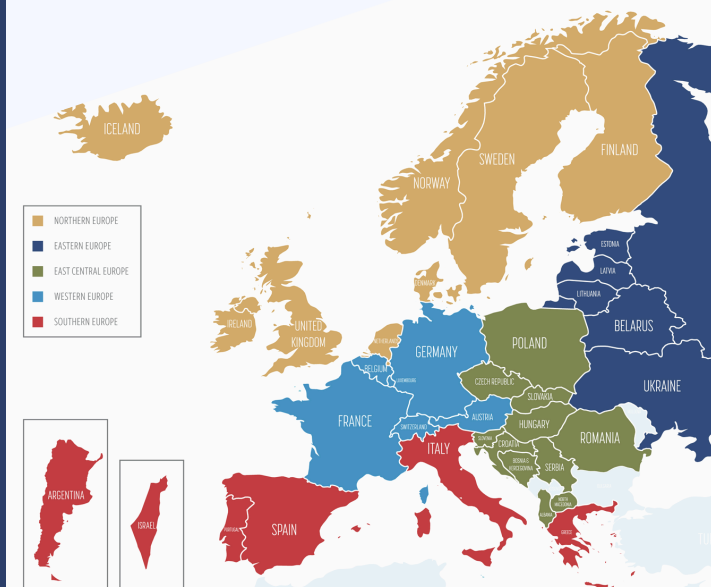 ICELAND
NORWAY
SWEDEN
FINLAND
NORTHERN EUROPE
EASTERN EUROPE
EAST CENTRAL EUROPE
WESTERN EUROPE
SOUTHERN EUROPE
ESTONIA
LATVIA
LITHUANIA
BELARUS
UKRAINE
DENMARK
IRELAND
UNITED
KINGDOM
NETHERLANDS
BELGIUM
LUXEMBOURG
GERMANY
POLAND
CZECH REPUBLIC
SLOVAKIA
FRANCE
SWITZERLAND
AUSTRIA
HUNGARY
ROMANIA
ITALY
SLOVENIA
CROATIA
BOSNIA &
HERZEGOVINA
SERBIA
NORTH
MACEDONIA
ALBANIA
GREECE
PORTUGAL
SPAIN
ARGENTINA
ISRAEL